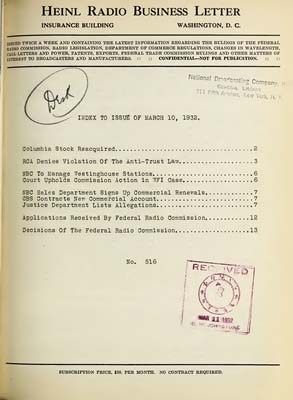 HEINL RADIO BUSINESS LETTER
INSURANCE BUILDING WASHINGTON, D. C.
ISSUED TWICE A WEEK AND CONTAINING THE LATEST INFORMATION REGARDING THE RULINGS OF THE FEDERAL
RADIO COMMISSION, RADIO LEGISLATION, DEPARTMENT OF COMMERCE REGULATIONS, CHANGES IN WAVELENGTH,
CALL LETTERS AND POWER, PATENTS, REPORTS, FEDERAL TRADE COMMISSION RULINGS AND OTHER MATTERS OF
INTEREST TO BROADCASTERS AND MANUFACTURERS. :: :: CONFIDENTIAL—NOT FOR PUBLICATION. :: ::
National Broadcasting Company,
GENERAL LIBRARY
711 Fifth Avenue, New York, N. Y.
Desk
INDEX TO ISSUE OF MARCH 10, 1932.
Columbia Stock Reacquired.......2
RCA Denies Violation Of The Anti-Trust Law.......3
NBC To Manage Westinghouse Stations.......6
Court Upholds Commission Action in WFI Case.......6
NBC Sales Department Signs Up Commercial Renewals.......7
CBS Contracts New Commercial Account.......7
Justice Department Lists Allegations.......7
Applications Received By Federal Radio Commission.......12
Decisions Of The Federal Radio Commission.......13
No. 516
RECEIVED
MAR 11 1932
G. W. JOHNSTONE
SUBSCRIPTION PRICE, $10. PER MONTH. NO CONTRACT REQUIRED.